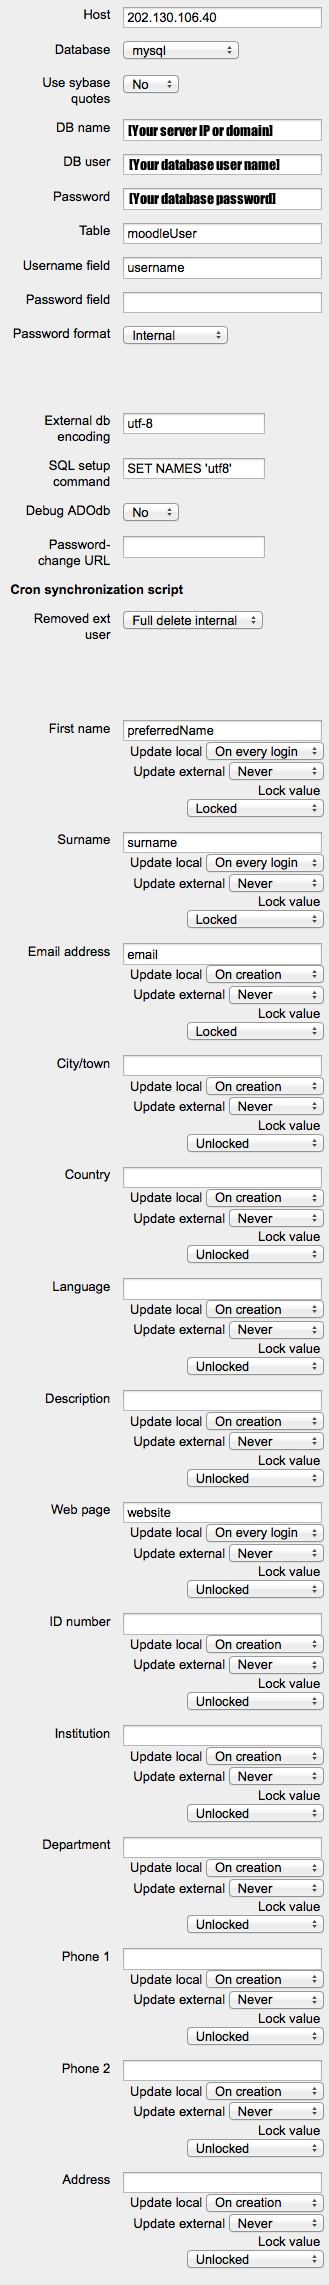 Host 202.130.106.40
Database mysql
Use sybase No
quotes
DB name [Your server IP or domain]
DB user [Your database user name]
Password [Your database password]
Table moodleUser
Username field username
Password field
Password format Internal
External db utf-8
encoding
SQL setup SET NAMES 'utf8'
command
Debug ADOdb No
Password-
change URL
Cron synchronization script
Removed ext Full delete internal
user
First name preferredName
Update local On every login
Update external Never
Lock value
Locked
Surname surname
Update local On every login
Update external Never
Lock value
Locked
Email address email
Update local On creation
Update external Never
Lock value
Locked
City/town
Update local On creation
Update external Never
Lock value
Unlocked
Country
Update local On creation
Update external Never
Lock value
Unlocked
Language
Update local On creation
Update external Never
Lock value
Unlocked
Description
Update local On creation
Update external Never
Lock value
Unlocked
Web page website
Update local On every login
Update external Never
Lock value
Unlocked
ID number
Update local On creation
Update external Never
Lock value
Unlocked
Institution
Update local On creation
Update external Never
Lock value
Unlocked
Department
Update local On creation
Update external Never
Lock value
Unlocked
Phone 1
Update local On creation
Update external Never
Lock value
Unlocked
Phone 2
Update local On creation
Update external Never
Lock value
Unlocked
Address
Update local On creation
Update external Never
Lock value
Unlocked